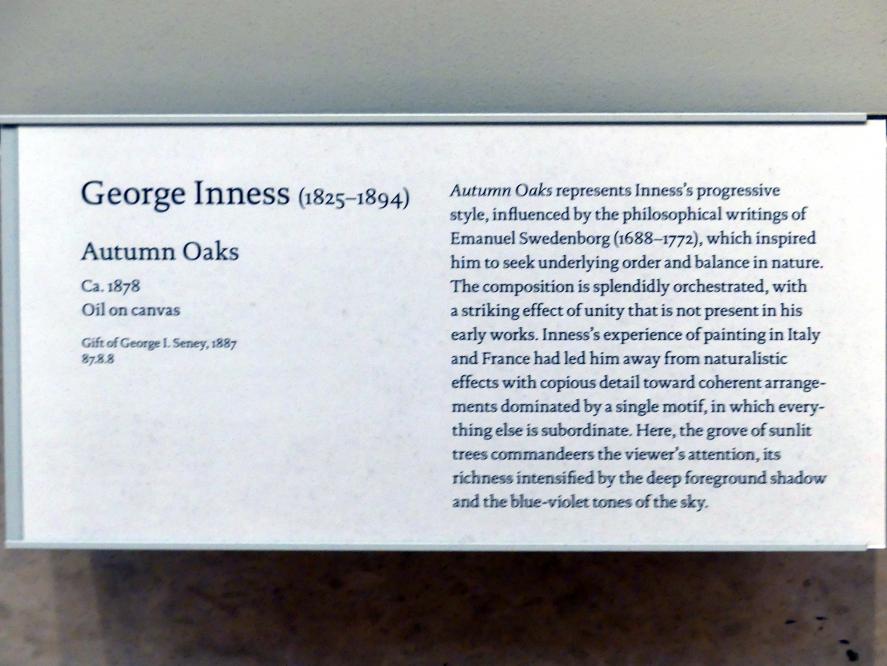 George Inness (1825–1894)
Autumn Oaks
Ca. 1878
Oil on canvas
Gift of George I. Seney, 1887
87.8.8
Autumn Oaks represents Inness's progressive
style, influenced by the philosophical writings of
Emanuel Swedenborg (1688–1772), which inspired
him to seek underlying order and balance in nature.
The composition is splendidly orchestrated, with
a striking effect of unity that is not present in his
early works. Inness's experience of painting in Italy
and France had led him away from naturalistic
effects with copious detail toward coherent arrange-
ments dominated by a single motif, in which every-
thing else is subordinate. Here, the grove of sunlit
trees commandeers the viewer's attention, its
richness intensified by the deep foreground shadow
and the blue-violet tones of the sky.